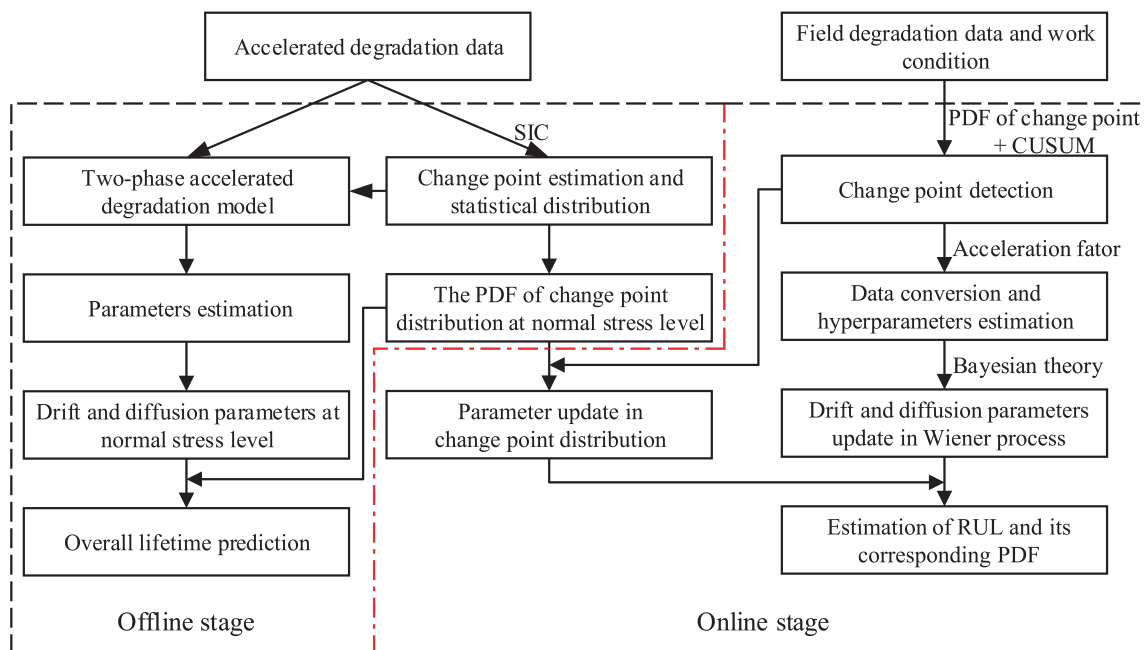 Accelerated degradation data
Field degradation data and work
condition
SIC
PDF of change point
+ CUSUM
Two-phase accelerated
degradation model
Change point estimation and
statistical distribution
Change point detection
Acceleration fator
Parameters estimation
The PDF of change point
distribution at normal stress level
Data conversion and
hyperparameters estimation
Bayesian theory
Drift and diffusion parameters at
normal stress level
Parameter update in
change point distribution
Drift and diffusion parameters
update in Wiener process
Overall lifetime prediction
Estimation of RUL and its
corresponding PDF
Offline stage
Online stage